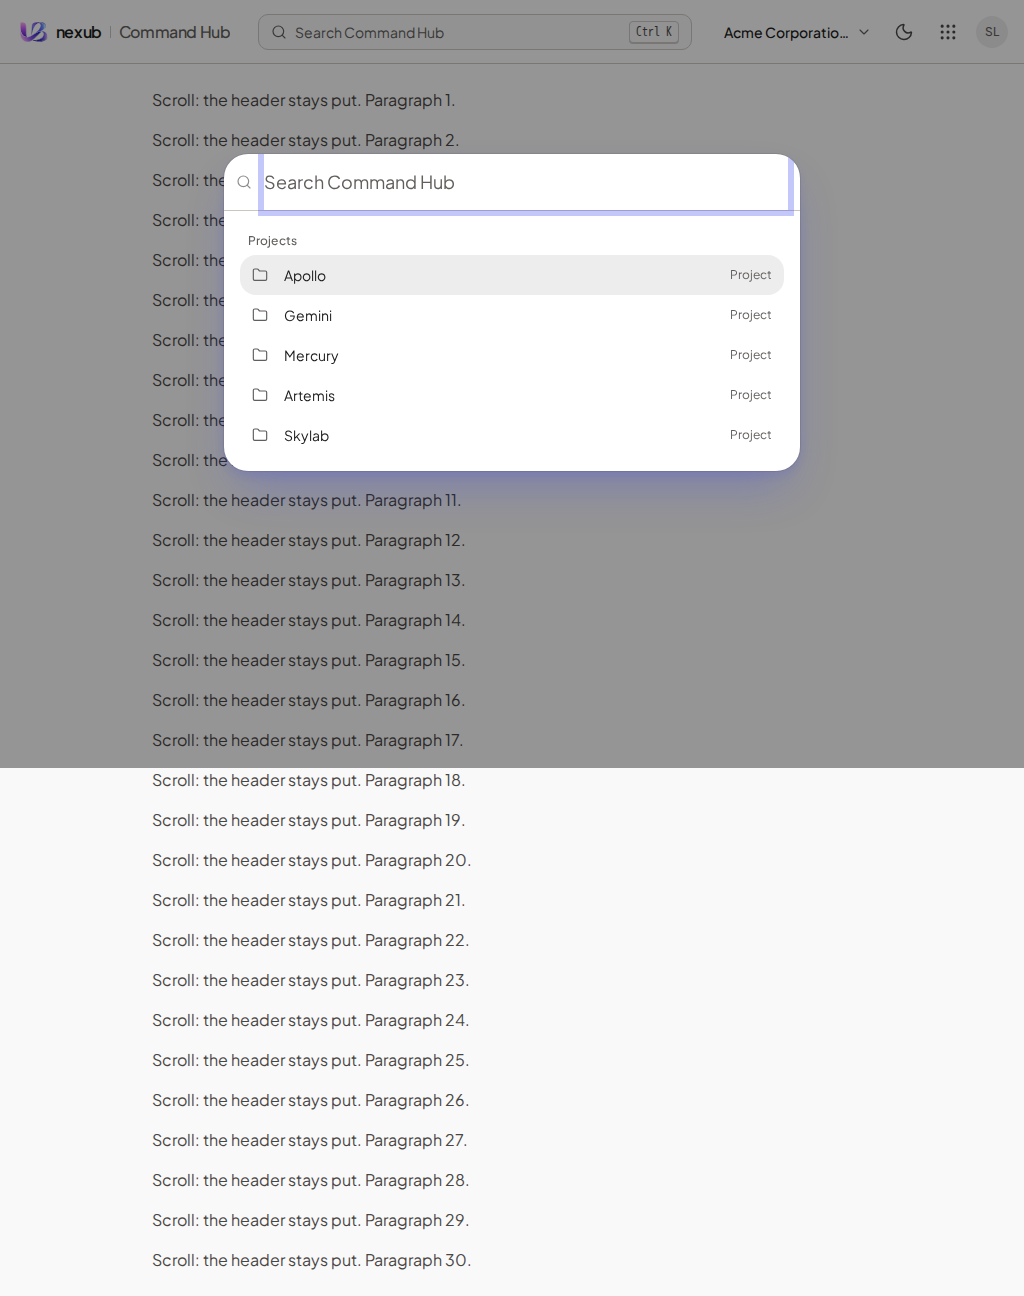 nexub | Command Hub
Search Command Hub
Ctrl K
Acme Corporatio…
SL
Scroll: the header stays put. Paragraph 1.
Scroll: the header stays put. Paragraph 2.
Scroll: the
Scroll: the
Scroll: the
Scroll: the
Scroll: the
Scroll: the
Scroll: the
Scroll: the
Search Command Hub
Projects
Apollo Project
Gemini Project
Mercury Project
Artemis Project
Skylab Project
Scroll: the header stays put. Paragraph 11.
Scroll: the header stays put. Paragraph 12.
Scroll: the header stays put. Paragraph 13.
Scroll: the header stays put. Paragraph 14.
Scroll: the header stays put. Paragraph 15.
Scroll: the header stays put. Paragraph 16.
Scroll: the header stays put. Paragraph 17.
Scroll: the header stays put. Paragraph 18.
Scroll: the header stays put. Paragraph 19.
Scroll: the header stays put. Paragraph 20.
Scroll: the header stays put. Paragraph 21.
Scroll: the header stays put. Paragraph 22.
Scroll: the header stays put. Paragraph 23.
Scroll: the header stays put. Paragraph 24.
Scroll: the header stays put. Paragraph 25.
Scroll: the header stays put. Paragraph 26.
Scroll: the header stays put. Paragraph 27.
Scroll: the header stays put. Paragraph 28.
Scroll: the header stays put. Paragraph 29.
Scroll: the header stays put. Paragraph 30.